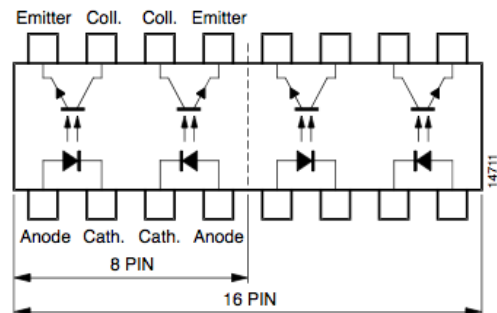 Emitter Coll. Coll. Emitter
14711
Anode Cath. Cath. Anode
8 PIN
16 PIN